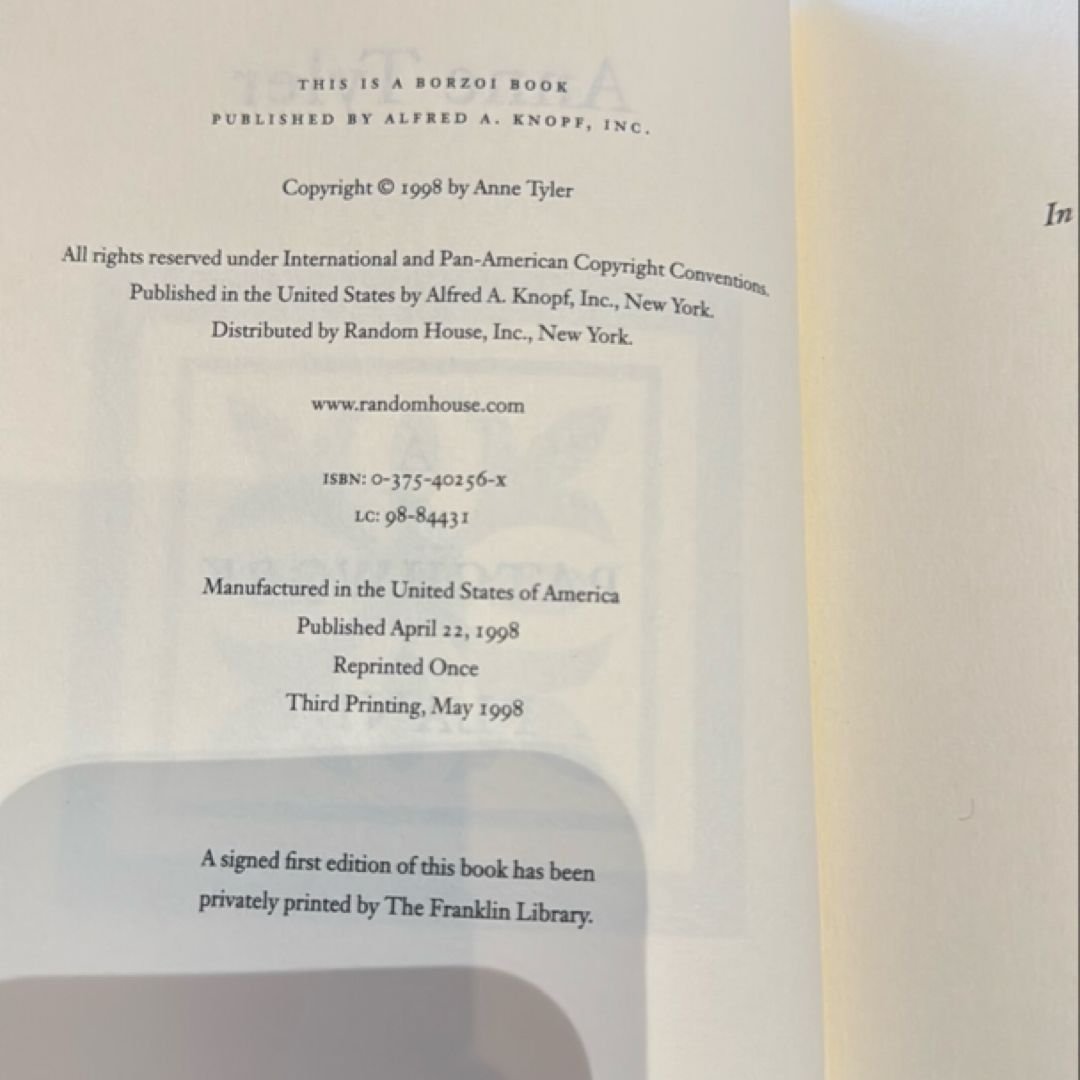 THIS IS A BORZOI BOOK
PUBLISHED BY ALFRED A. KNOPF, INC.
Copyright © 1998 by Anne Tyler
All rights reserved under International and Pan-American Copyright Conventions.
Published in the United States by Alfred A. Knopf, Inc., New York.
Distributed by Random House, Inc., New York.
www.randomhouse.com
ISBN: 0-375-40256-X
LC: 98-84431
Manufactured in the United States of America
Published April 22, 1998
Reprinted Once
Third Printing, May 1998
A signed first edition of this book has been
privately printed by The Franklin Library.
In